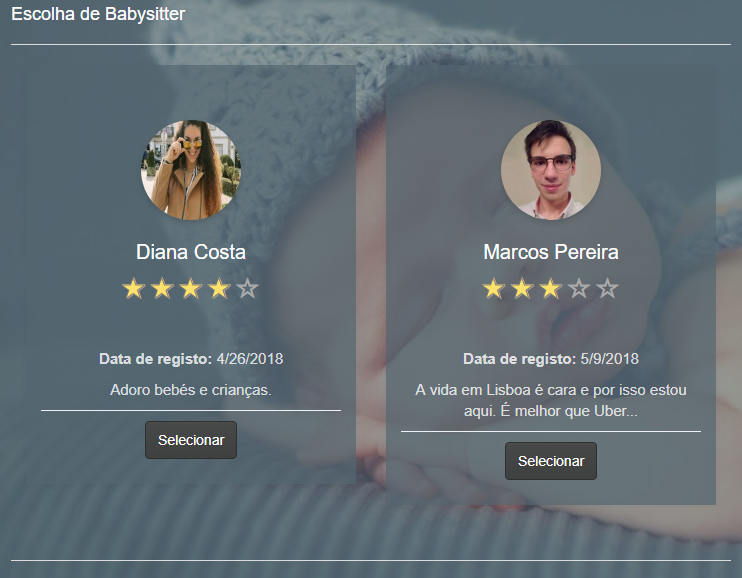 Escolha de Babysitter
Diana Costa
Data de registo: 4/26/2018
Adoro bebés e crianças.
Selecionar
Marcos Pereira
Data de registo: 5/9/2018
A vida em Lisboa é cara e por isso estou
aqui. É melhor que Uber...
Selecionar